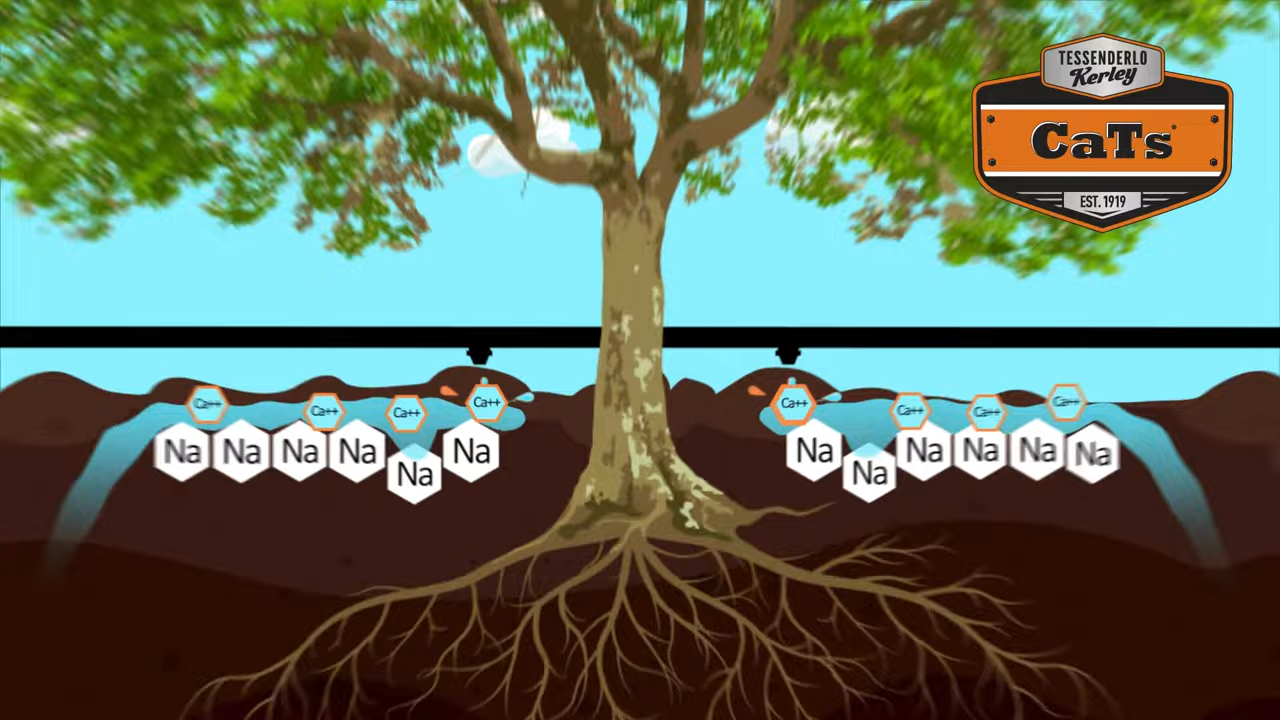 TESSENDERLO
Kerley
CaTs
EST. 1919
Ca++ Ca++ Ca++ Ca++ Ca++ Ca++ Ca++ Ca++
Na Na Na Na Na Na Na Na Na Na Na Na